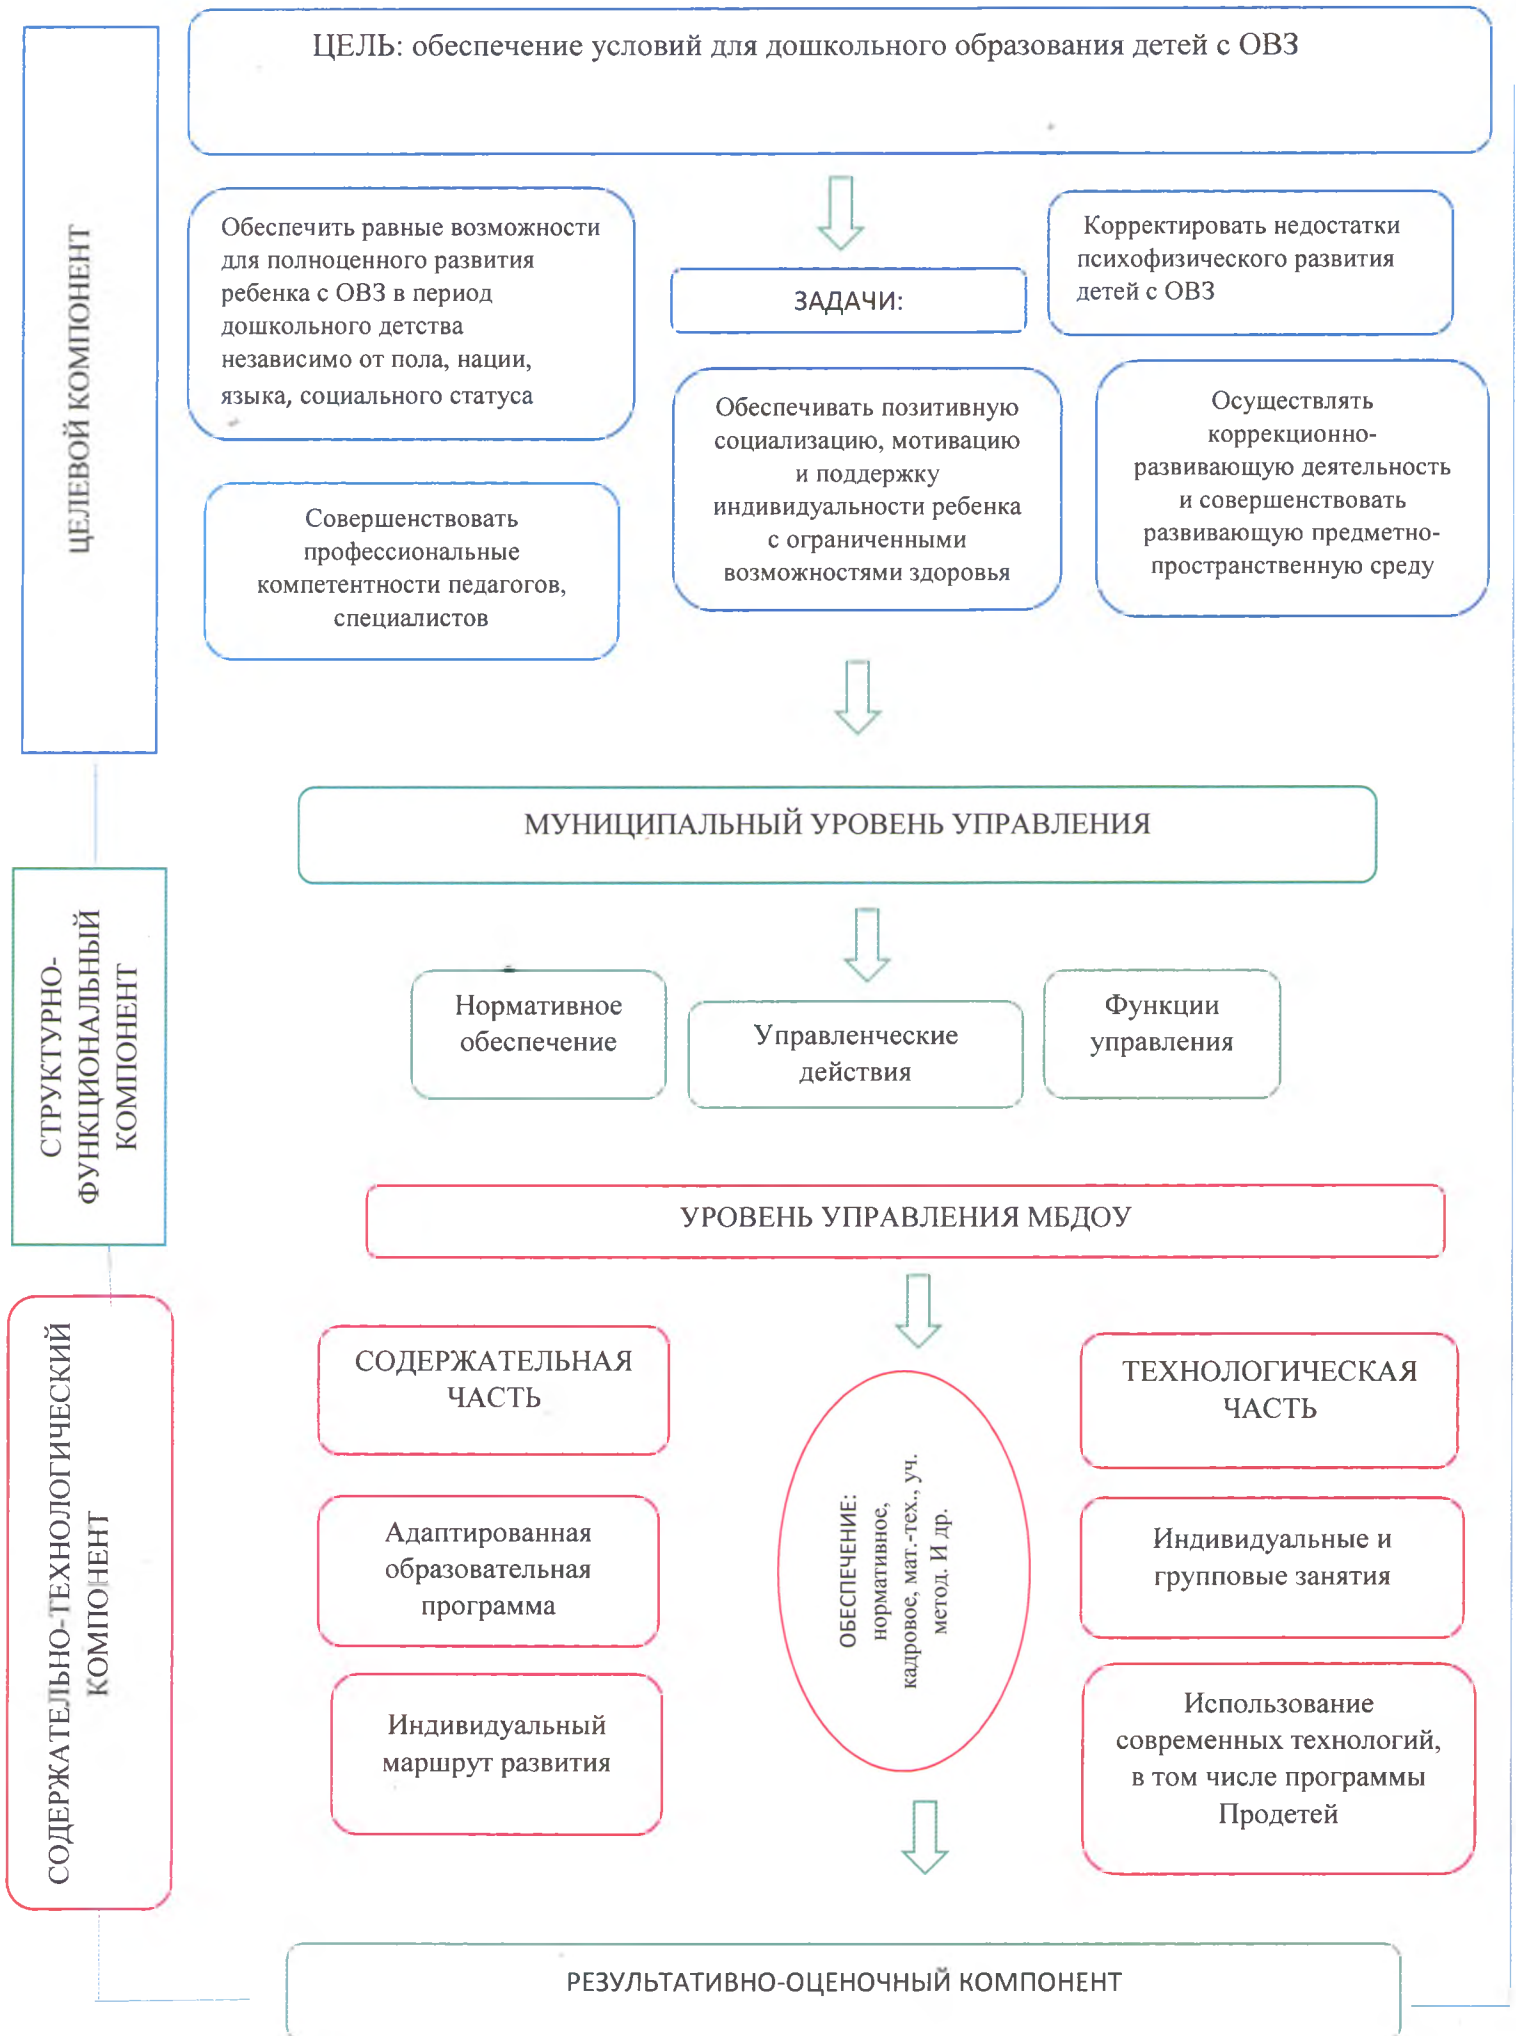 ЦЕЛЬ: обеспечение условий для дошкольного образования детей с ОВЗ
ЦЕЛЕВОЙ КОМПОНЕНТ
Обеспечить равные возможности
для полноценного развития
ребенка с ОВЗ в период
дошкольного детства
независимо от пола, нации,
языка, социального статуса
ЗАДАЧИ:
Корректировать недостатки
психофизического развития
детей с ОВЗ
Совершенствовать
профессиональные
компетентности педагогов,
специалистов
Обеспечивать позитивную
социализацию, мотивацию
и поддержку
индивидуальности ребенка
с ограниченными
возможностями здоровья
Осуществлять
коррекционно-
развивающую деятельность
и совершенствовать
развивающую предметно-
пространственную среду
МУНИЦИПАЛЬНЫЙ УРОВЕНЬ УПРАВЛЕНИЯ
СТРУКТУРНО-
ФУНКЦИОНАЛЬНЫЙ
КОМПОНЕНТ
Нормативное
обеспечение
Управленческие
действия
Функции
управления
УРОВЕНЬ УПРАВЛЕНИЯ МБДОУ
СОДЕРЖАТЕЛЬНО-ТЕХНОЛОГИЧЕСКИЙ
КОМПОНЕНТ
СОДЕРЖАТЕЛЬНАЯ
ЧАСТЬ
Адаптированная
образовательная
программа
Индивидуальный
маршрут развития
ОБЕСПЕЧЕНИЕ:
нормативное,
кадровое, мат.-тех., уч.
метод. И др.
ТЕХНОЛОГИЧЕСКАЯ
ЧАСТЬ
Индивидуальные и
групповые занятия
Использование
современных технологий,
в том числе программы
Продетей
РЕЗУЛЬТАТИВНО-ОЦЕНОЧНЫЙ КОМПОНЕНТ